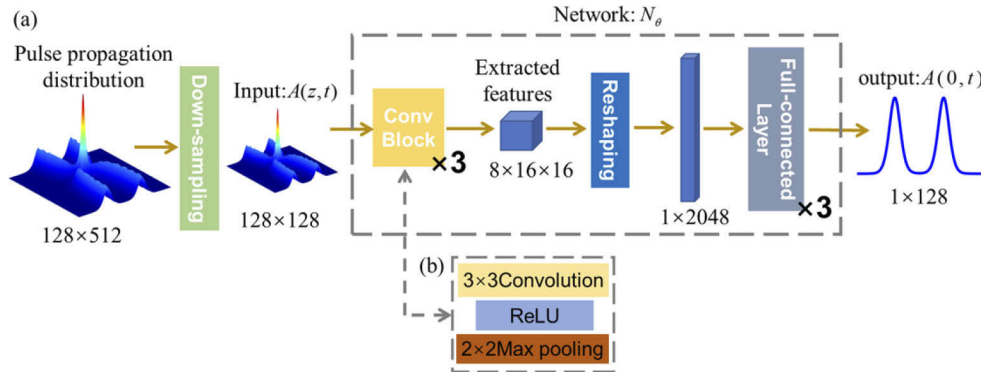 (a)
Network: N_θ
Pulse propagation
distribution
128×512
Down-sampling
Input:A(z,t)
128×128
Conv
Block
×3
Extracted
features
8×16×16
Reshaping
1×2048
Full-connected
Layer
×3
output:A(0,t)
1×128
(b)
3×3Convolution
ReLU
2×2Max pooling